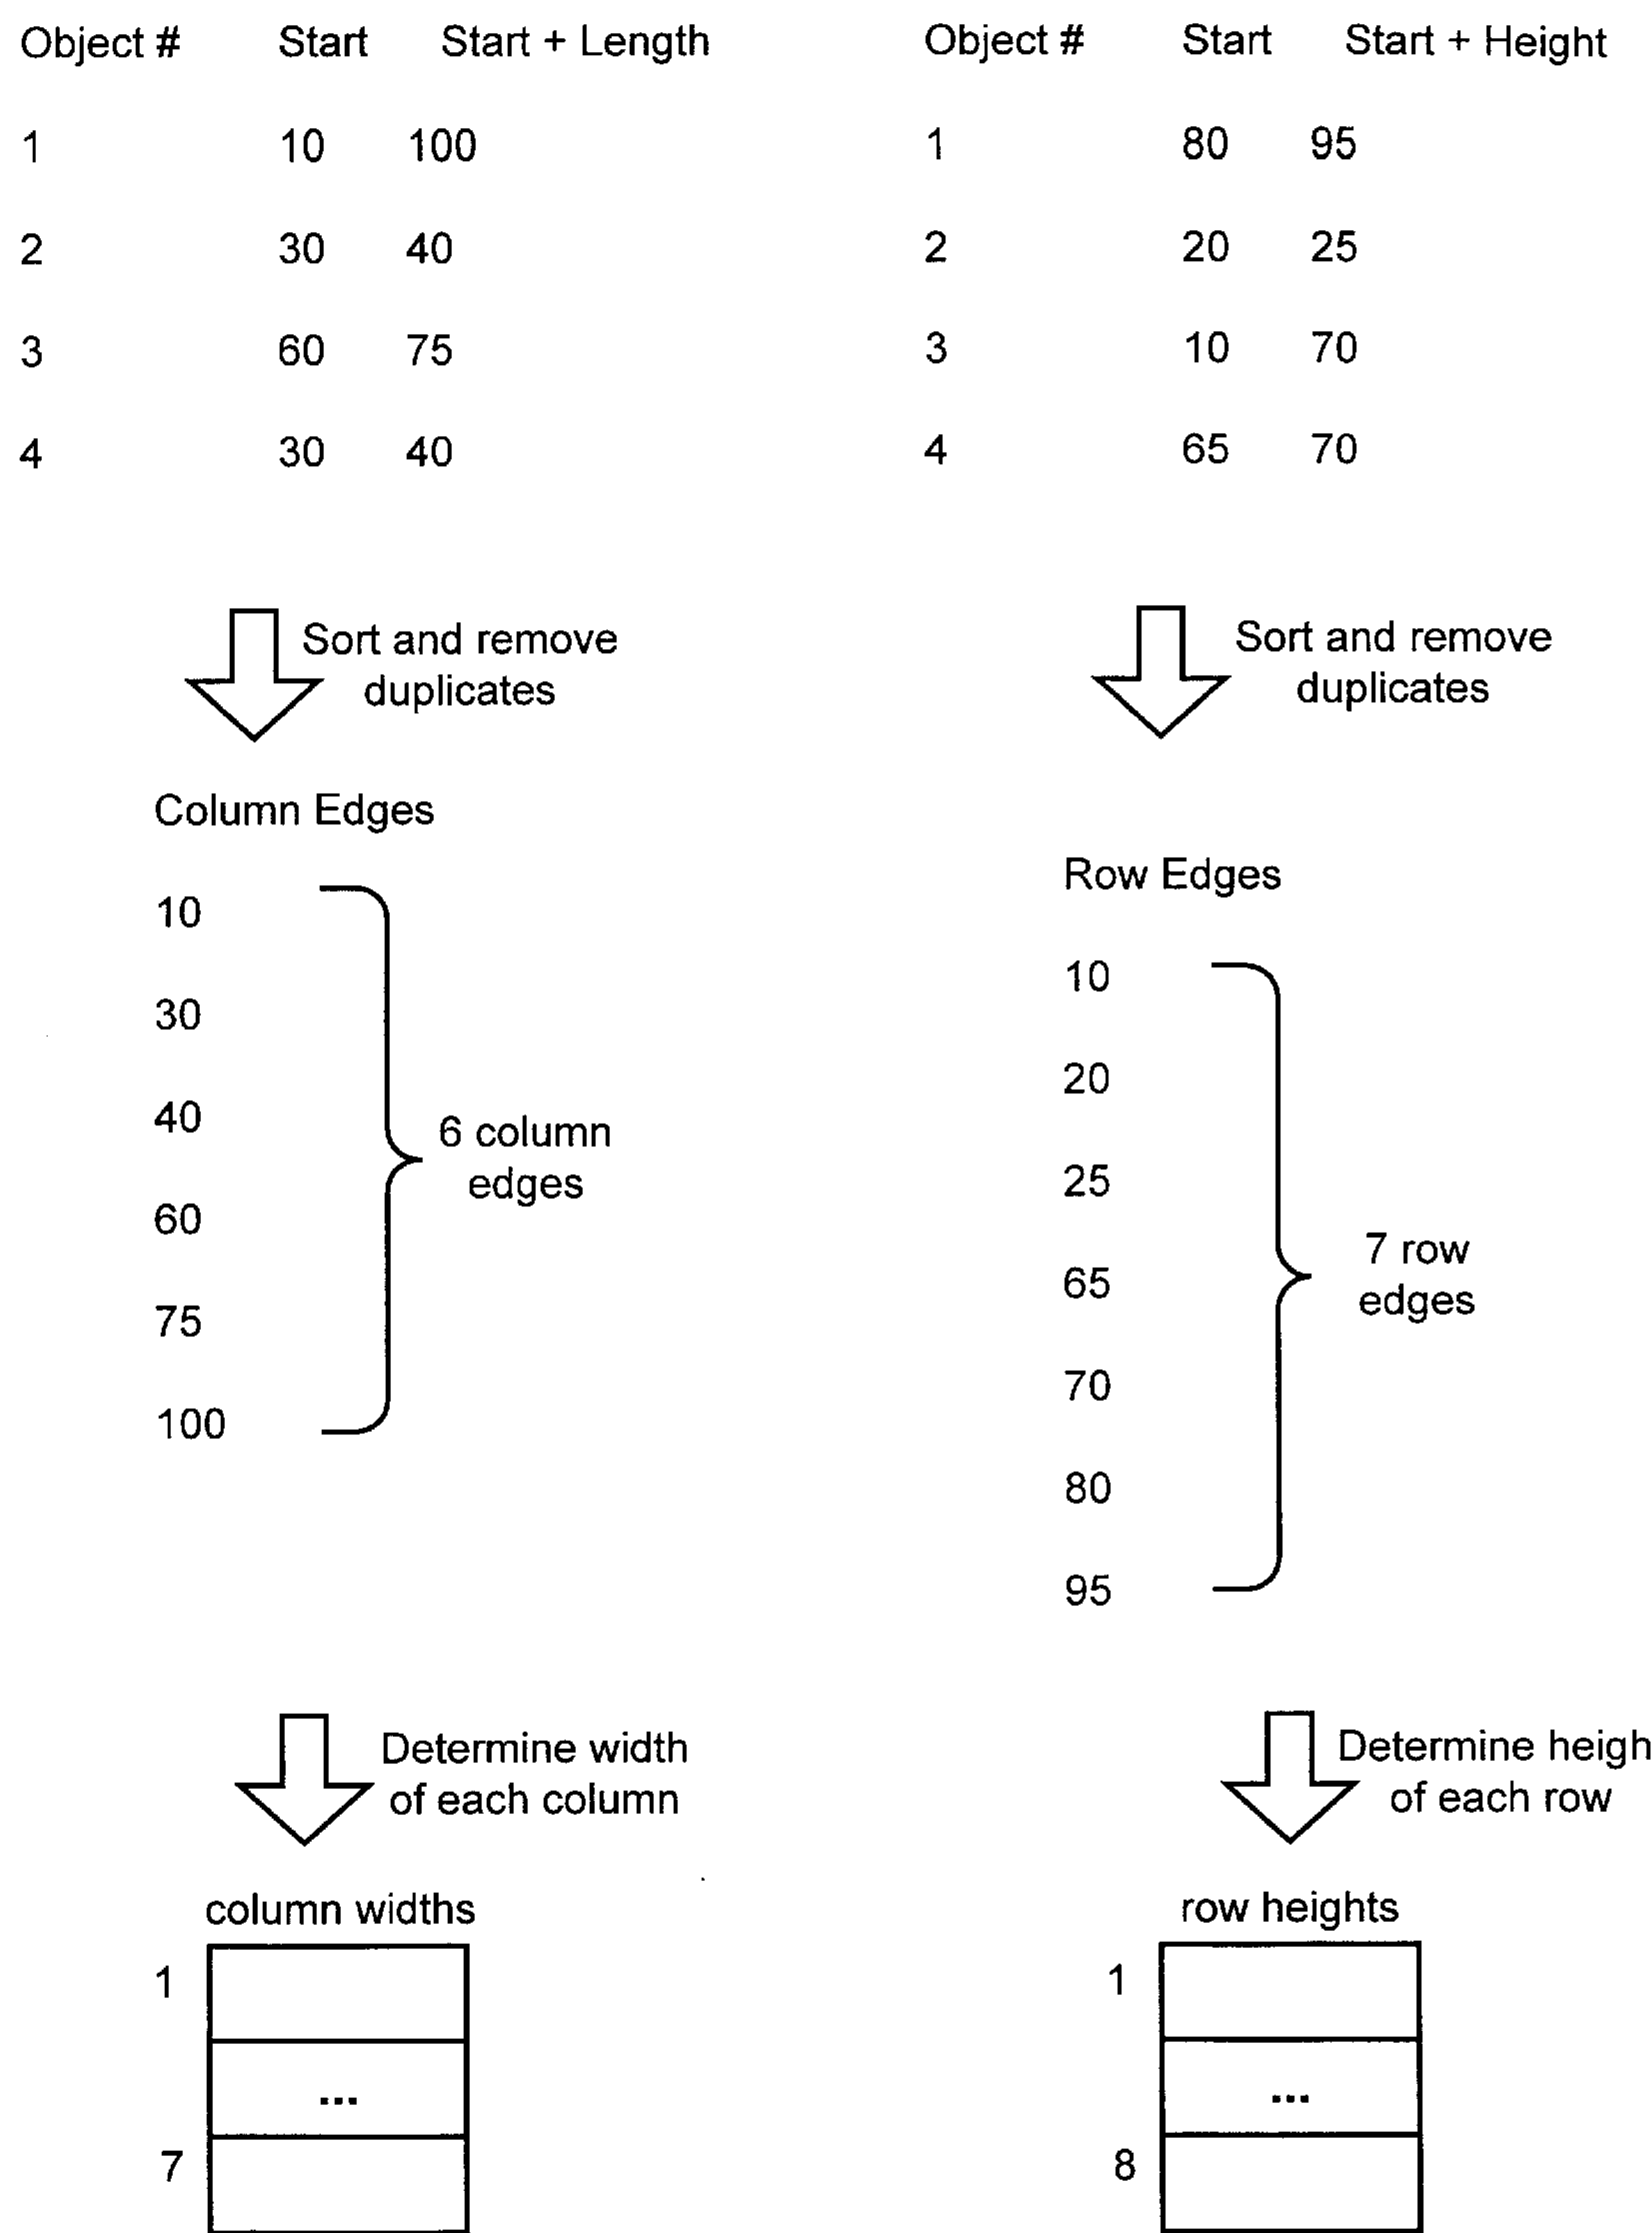 Object # Start Start + Length
1 10 100
2 30 40
3 60 75
4 30 40
Sort and remove
duplicates
Column Edges
10
30
40
60
75
100
6 column
edges
Determine width
of each column
column widths
1
...
7
Object # Start Start + Height
1 80 95
2 20 25
3 10 70
4 65 70
Sort and remove
duplicates
Row Edges
10
20
25
65
70
80
95
7 row
edges
Determine heigh
of each row
row heights
1
...
8